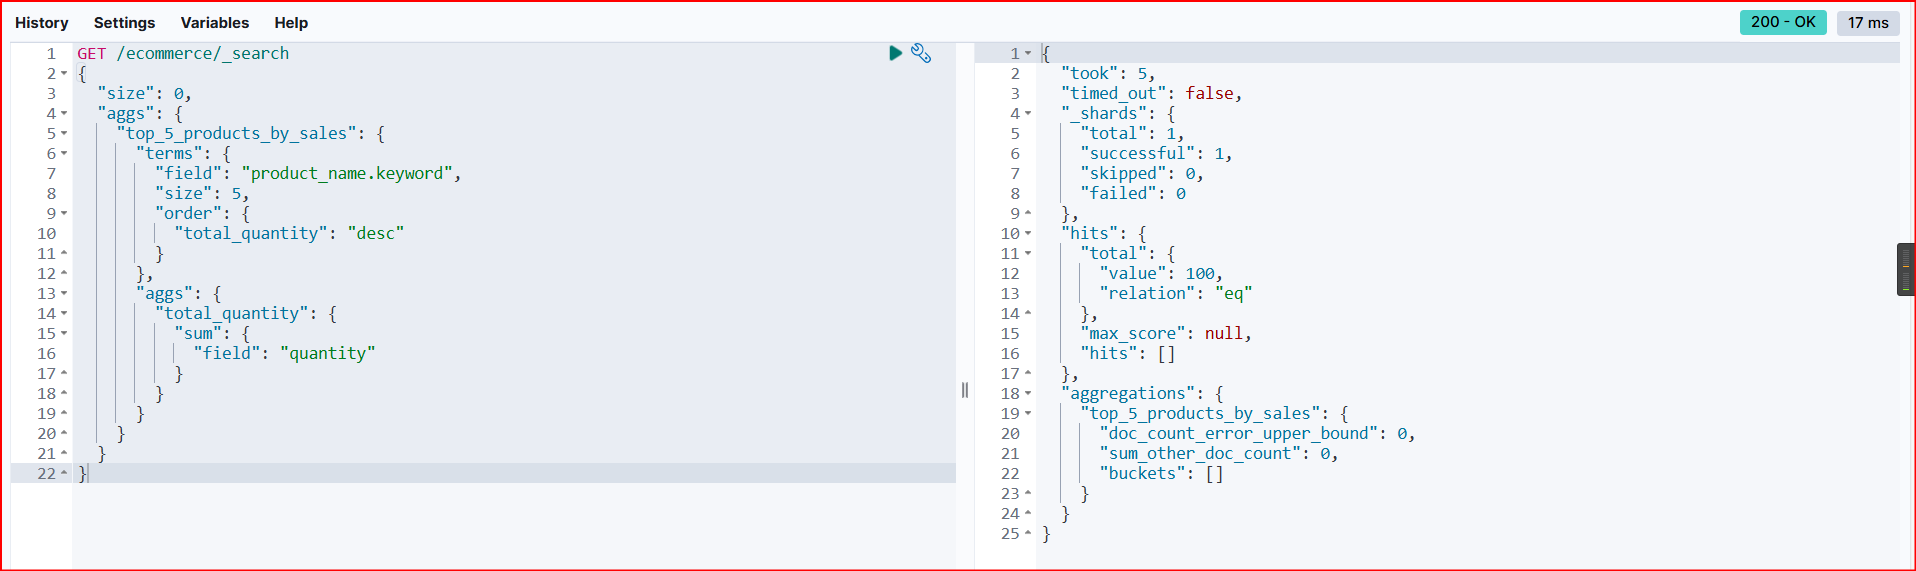 History Settings Variables Help 200 - OK 17 ms
1 GET /ecommerce/_search
2 {
3 "size": 0,
4 "aggs": {
5 "top_5_products_by_sales": {
6 "terms": {
7 "field": "product_name.keyword",
8 "size": 5,
9 "order": {
10 "total_quantity": "desc"
11 }
12 },
13 "aggs": {
14 "total_quantity": {
15 "sum": {
16 "field": "quantity"
17 }
18 }
19 }
20 }
21 }
22 }
1 {
2 "took": 5,
3 "timed_out": false,
4 "_shards": {
5 "total": 1,
6 "successful": 1,
7 "skipped": 0,
8 "failed": 0
9 },
10 "hits": {
11 "total": {
12 "value": 100,
13 "relation": "eq"
14 },
15 "max_score": null,
16 "hits": []
17 },
18 "aggregations": {
19 "top_5_products_by_sales": {
20 "doc_count_error_upper_bound": 0,
21 "sum_other_doc_count": 0,
22 "buckets": []
23 }
24 }
25 }